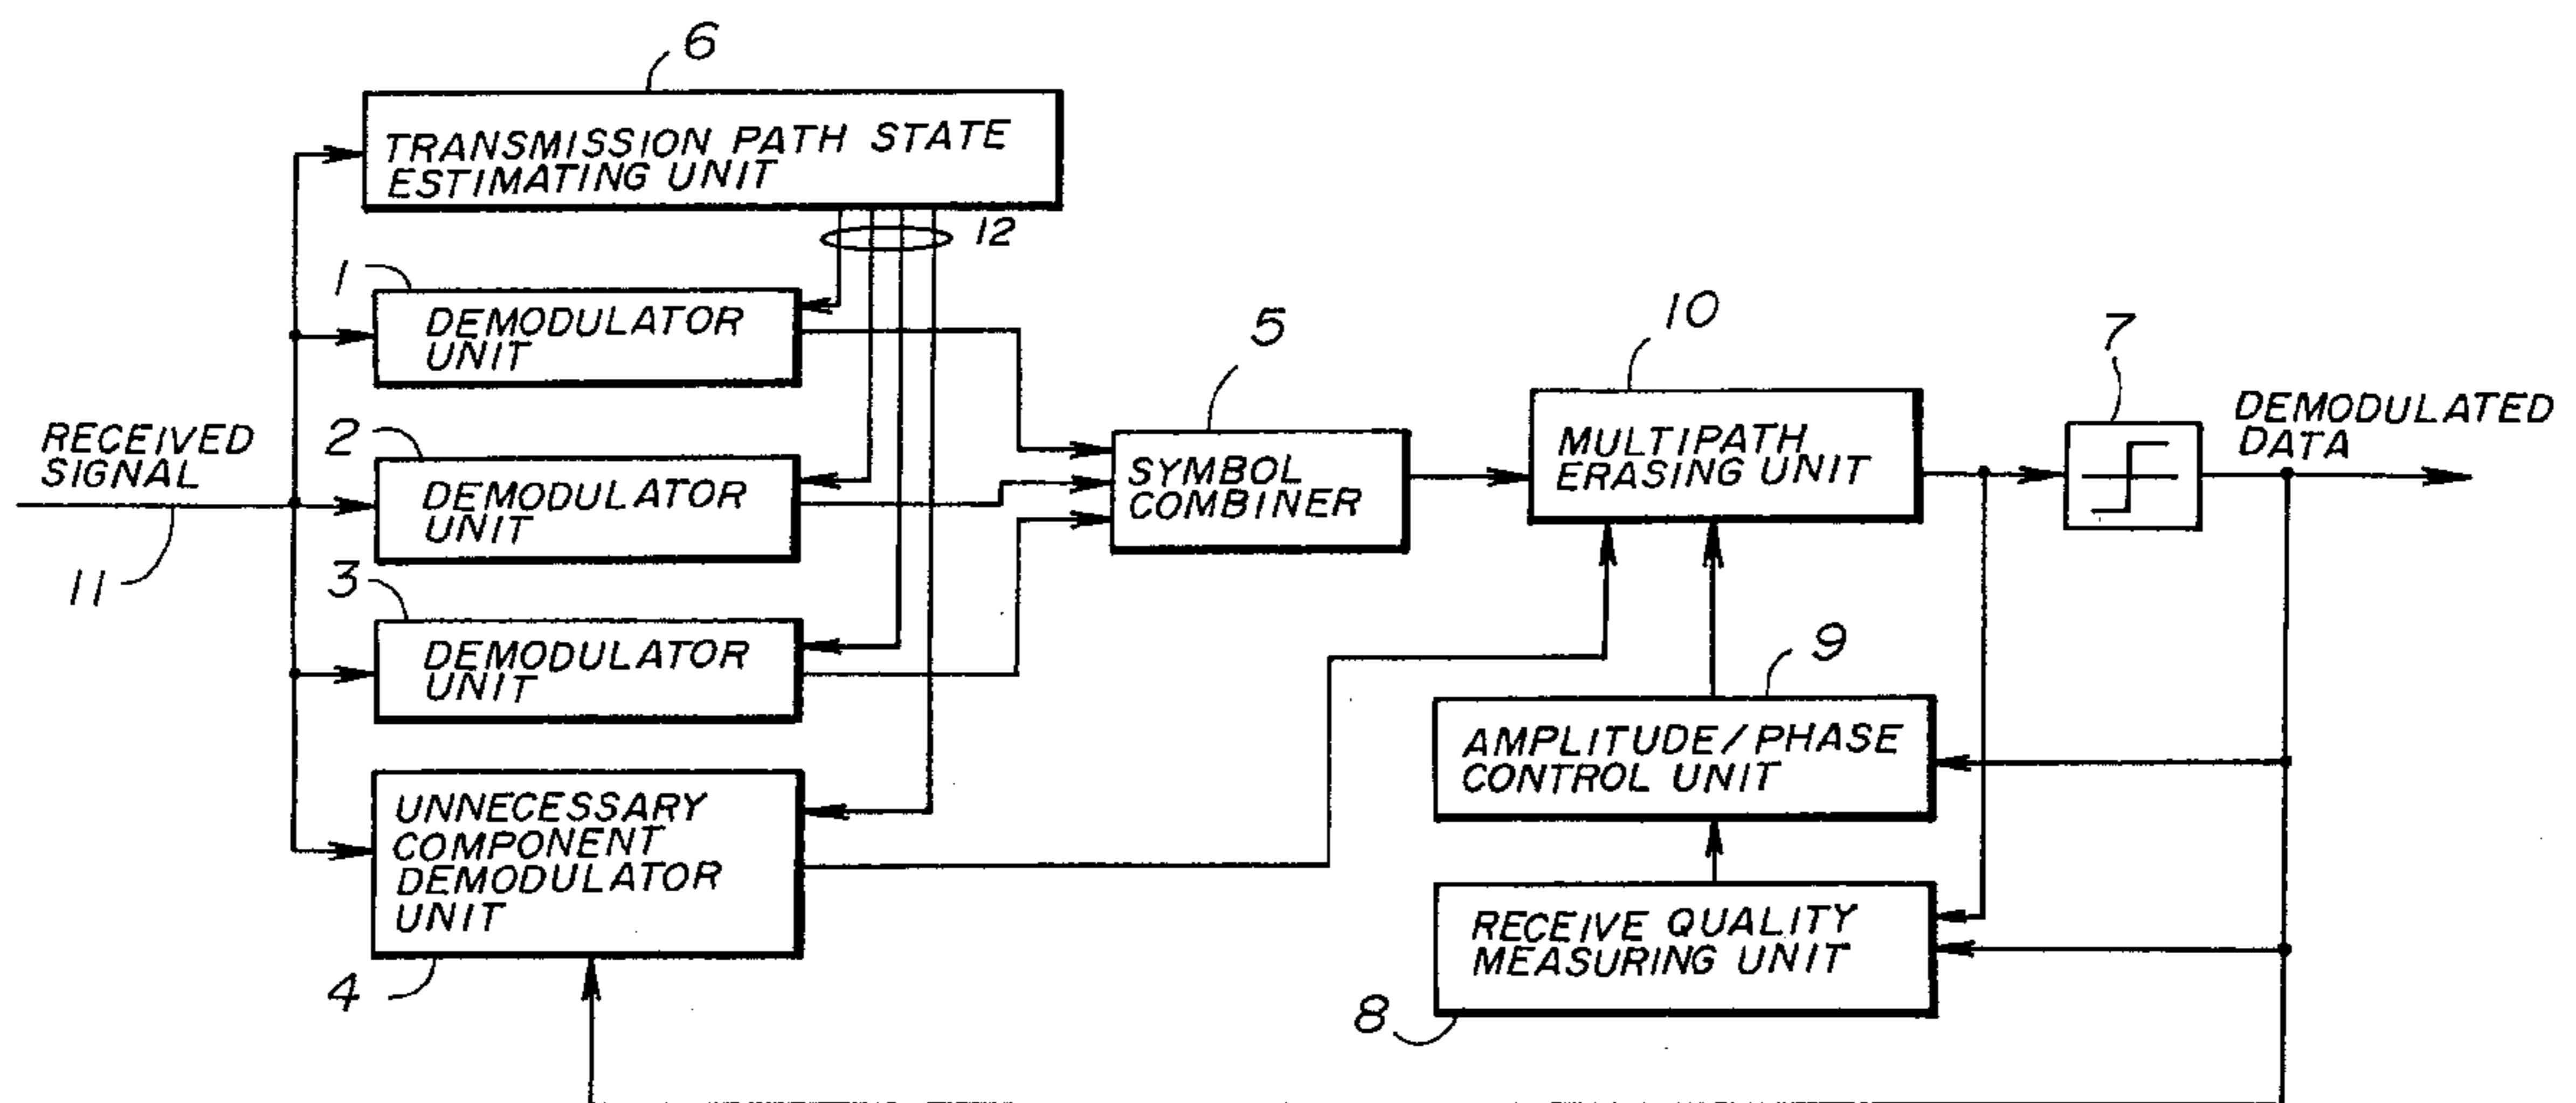 6
TRANSMISSION PATH STATE
ESTIMATING UNIT
12
1
DEMODULATOR
UNIT
2
DEMODULATOR
UNIT
3
DEMODULATOR
UNIT
RECEIVED
SIGNAL
11
UNNECESSARY
COMPONENT
DEMODULATOR
UNIT
4
5
SYMBOL
COMBINER
10
MULTIPATH
ERASING UNIT
7
DEMODULATED
DATA
9
AMPLITUDE/PHASE
CONTROL UNIT
RECEIVE QUALITY
MEASURING UNIT
8